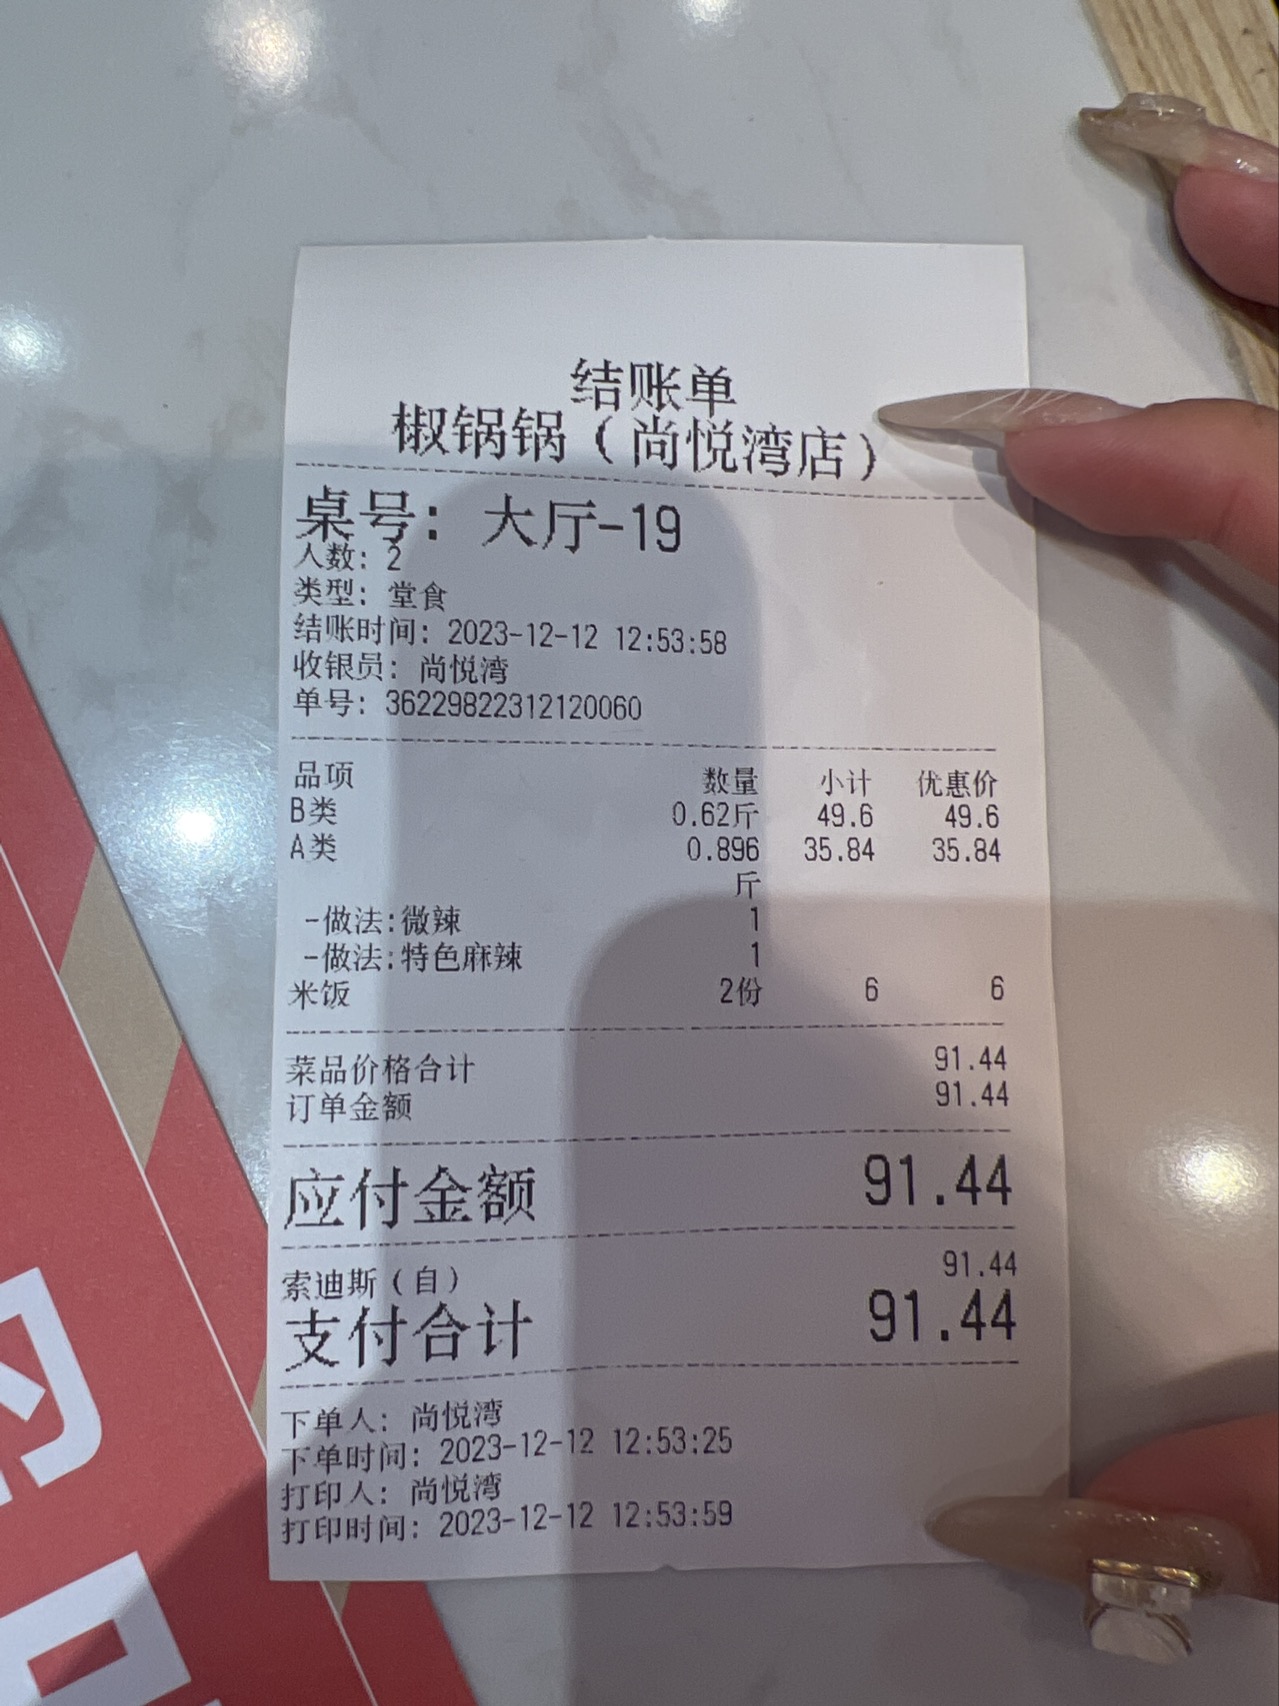 结账单
椒锅锅（尚悦湾店）
桌号：大厅-19
人数：2
类型：堂食
结账时间：2023-12-12 12:53:58
收银员：尚悦湾
单号：36229822312120060
品项 数量 小计 优惠价
B类 0.62斤 49.6 49.6
A类 0.896 35.84 35.84
斤
-做法:微辣 1
-做法:特色麻辣 1
米饭 2份 6 6
菜品价格合计 91.44
订单金额 91.44
应付金额 91.44
索迪斯（自） 91.44
支付合计 91.44
下单人：尚悦湾
下单时间：2023-12-12 12:53:25
打印人：尚悦湾
打印时间：2023-12-12 12:53:59